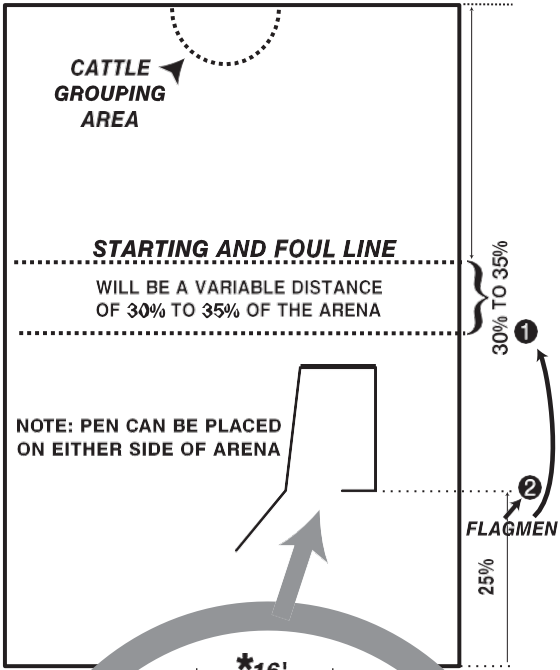 CATTLE
GROUPING
AREA
STARTING AND FOUL LINE
WILL BE A VARIABLE DISTANCE
OF 30% TO 35% OF THE ARENA
30% TO 35%
1
NOTE: PEN CAN BE PLACED
ON EITHER SIDE OF ARENA
2
FLAGMEN
25%
*16'